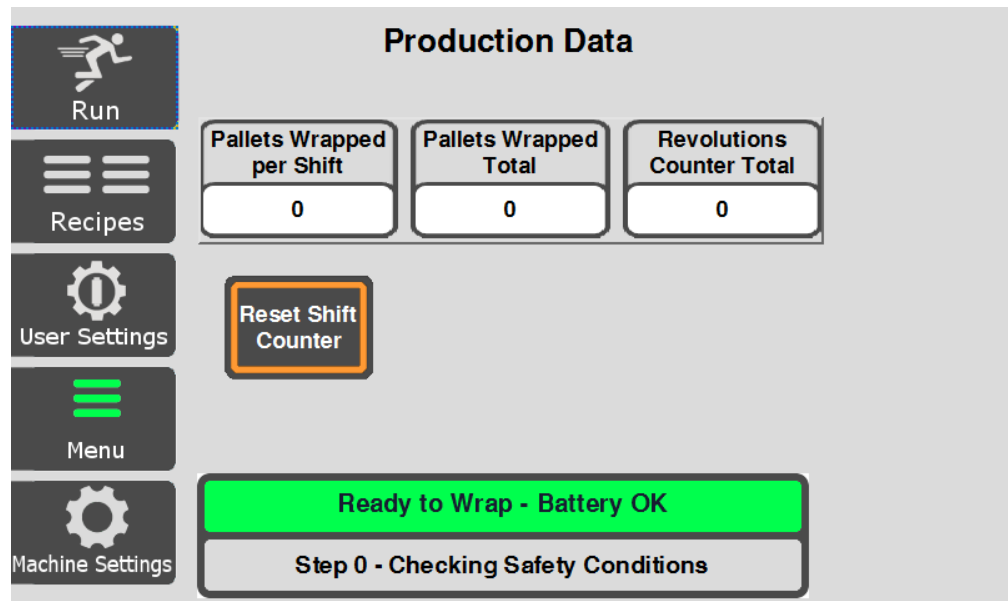 Production Data
Run
Recipes
User Settings
Menu
Machine Settings
Pallets Wrapped
per Shift
0
Pallets Wrapped
Total
0
Revolutions
Counter Total
0
Reset Shift
Counter
Ready to Wrap - Battery OK
Step 0 - Checking Safety Conditions